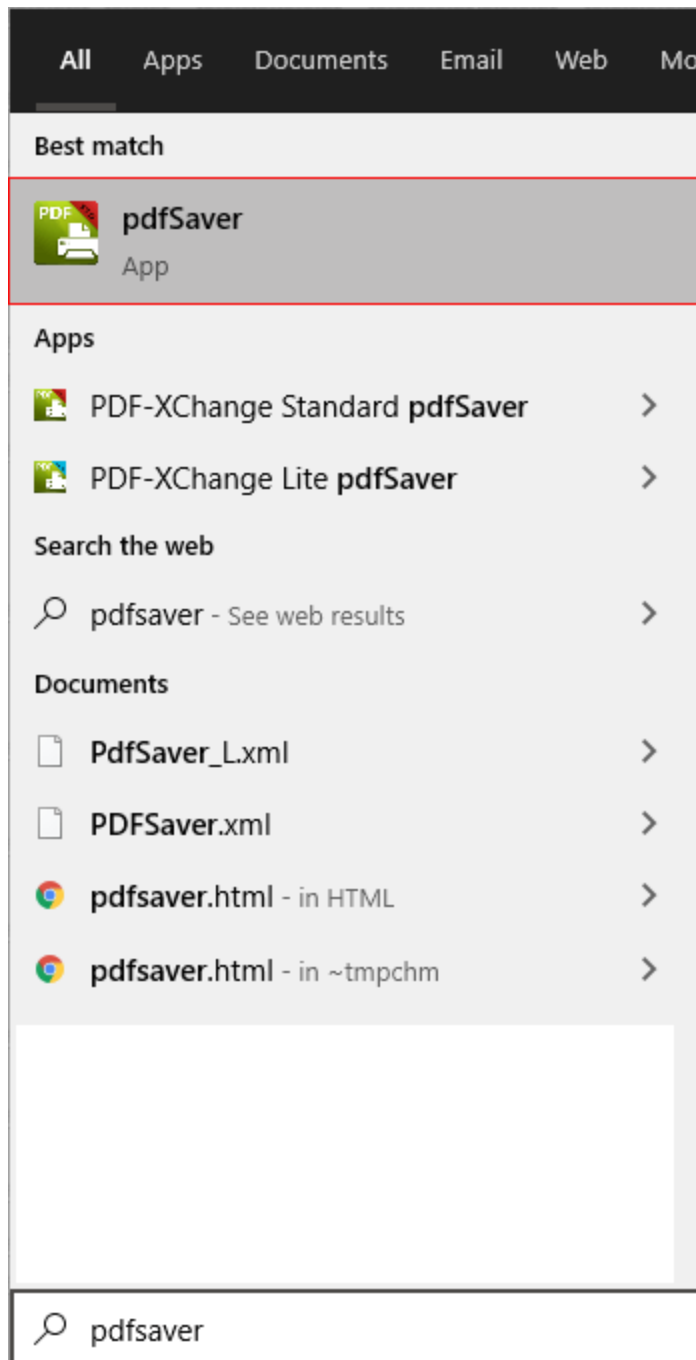 All Apps Documents Email Web Mo
Best match
PDF STD
pdfSaver
App
Apps
PDF-XChange Standard pdfSaver
PDF-XChange Lite pdfSaver
Search the web
pdfsaver - See web results
Documents
PdfSaver_L.xml
PDFSaver.xml
pdfsaver.html - in HTML
pdfsaver.html - in ~tmpchm
pdfsaver